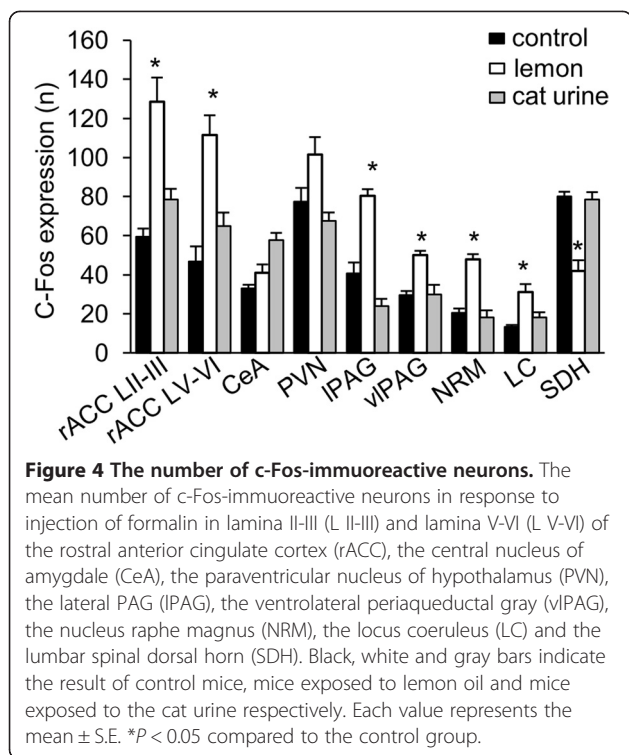 160
140
120
100
80
60
40
20
0
C-Fos expression (n)
control
lemon
cat urine
*
*
*
*
*
*
*
rACC LII-III
rACC LV-VI
CeA
PVN
lPAG
vlPAG
NRM
LC
SDH
Figure 4 The number of c-Fos-immuoreactive neurons. The
mean number of c-Fos-immuoreactive neurons in response to
injection of formalin in lamina II-III (L II-III) and lamina V-VI (L V-VI) of
the rostral anterior cingulate cortex (rACC), the central nucleus of
amygdale (CeA), the paraventricular nucleus of hypothalamus (PVN),
the lateral PAG (lPAG), the ventrolateral periaqueductal gray (vlPAG),
the nucleus raphe magnus (NRM), the locus coeruleus (LC) and the
lumbar spinal dorsal horn (SDH). Black, white and gray bars indicate
the result of control mice, mice exposed to lemon oil and mice
exposed to the cat urine respectively. Each value represents the
mean ± S.E. *P < 0.05 compared to the control group.